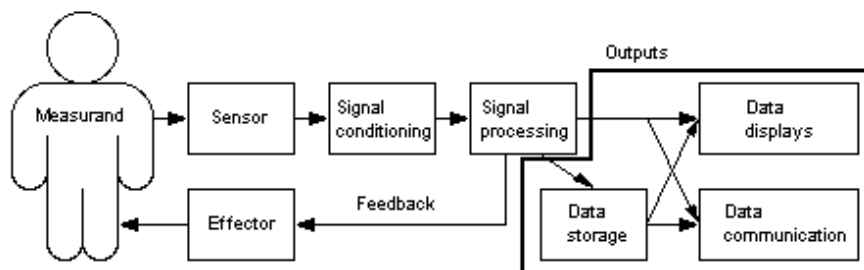 Outputs
Measurand
Sensor
Signal
conditioning
Signal
processing
Data
displays
Feedback
Effector
Data
storage
Data
communication